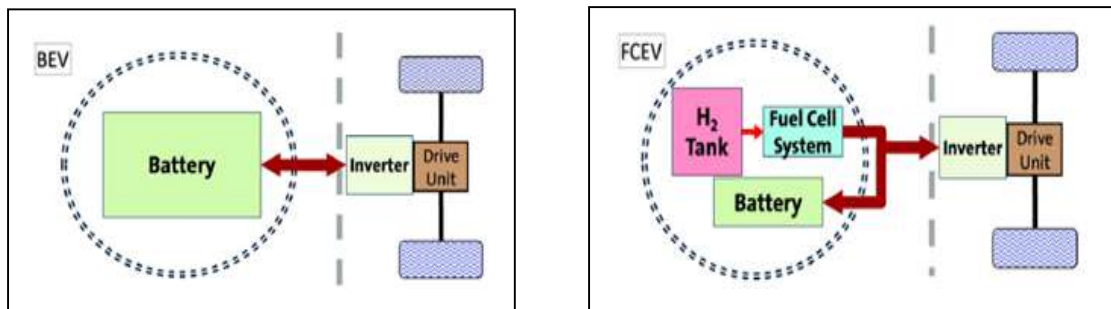 BEV
Battery
Inverter
Drive
Unit
FCEV
H₂
Tank
Fuel Cell
System
Battery
Inverter
Drive
Unit